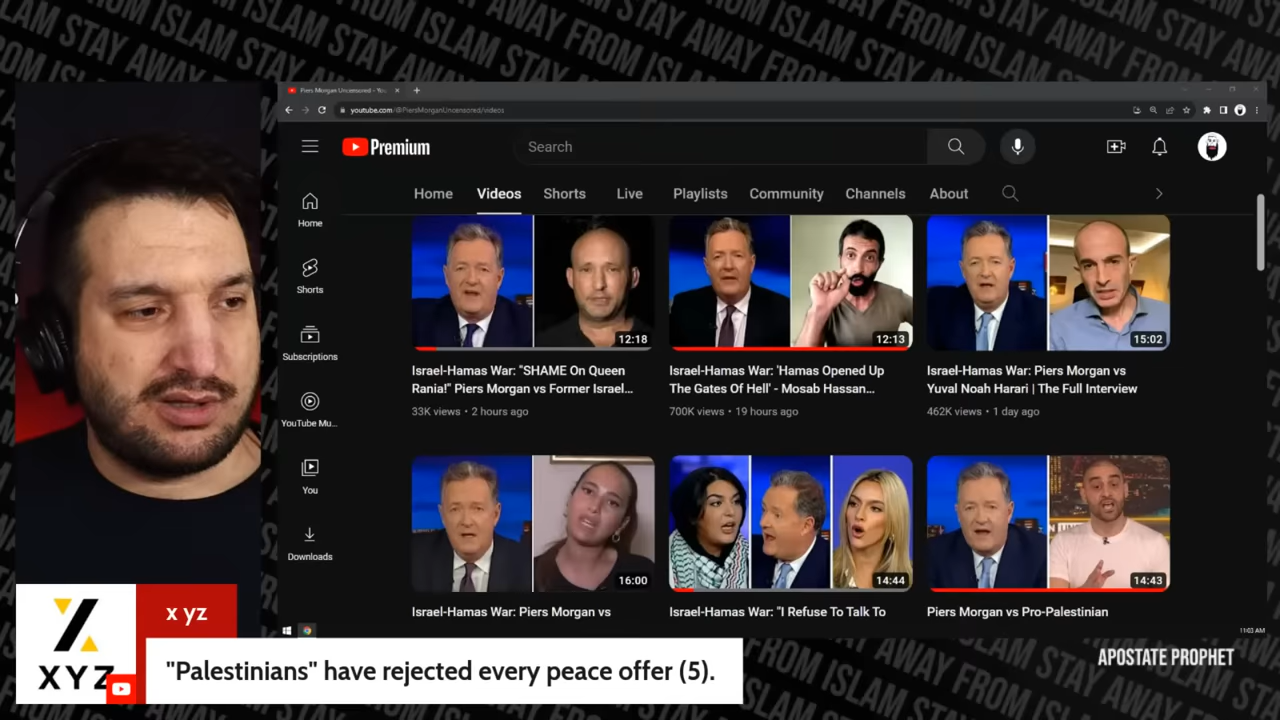 STAY AWAY FROM ISLAM
Piers Morgan Uncensored - You
youtube.com/@PiersMorganUncensored/videos
Premium
Search
Home
Videos
Shorts
Live
Playlists
Community
Channels
About
Home
Shorts
Subscriptions
YouTube Mu...
You
Downloads
12:18
12:13
15:02
Israel-Hamas War: "SHAME On Queen
Rania!" Piers Morgan vs Former Israel...
33K views • 2 hours ago
Israel-Hamas War: 'Hamas Opened Up
The Gates Of Hell' - Mosab Hassan...
700K views • 19 hours ago
Israel-Hamas War: Piers Morgan vs
Yuval Noah Harari | The Full Interview
462K views • 1 day ago
16:00
14:44
14:43
Israel-Hamas War: Piers Morgan vs
Israel-Hamas War: "I Refuse To Talk To
Piers Morgan vs Pro-Palestinian
11:03 AM
XYZ
x yz
"Palestinians" have rejected every peace offer (5).
APOSTATE PROPHET